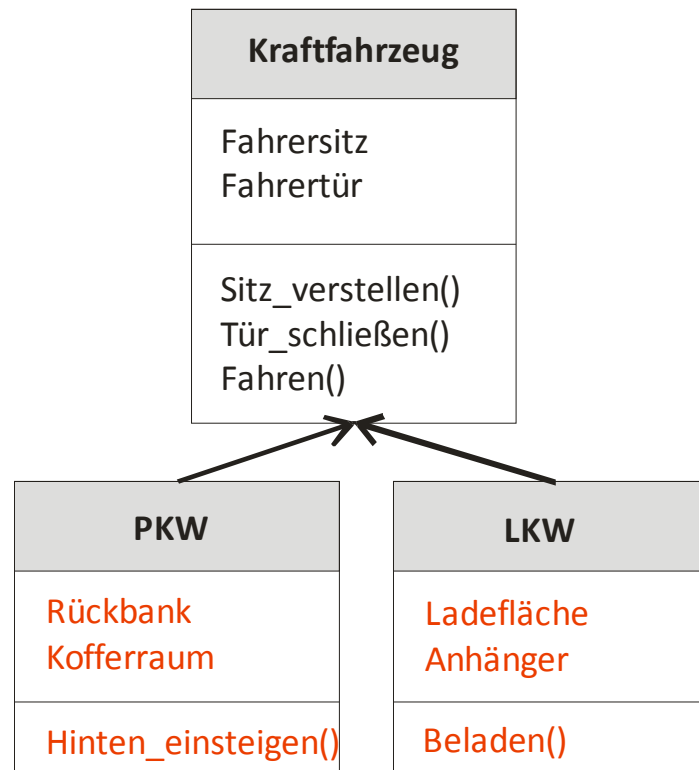 Kraftfahrzeug
Fahrersitz
Fahrertür
Sitz_verstellen()
Tür_schließen()
Fahren()
PKW
Rückbank
Kofferraum
Hinten_einsteigen()
LKW
Ladefläche
Anhänger
Beladen()